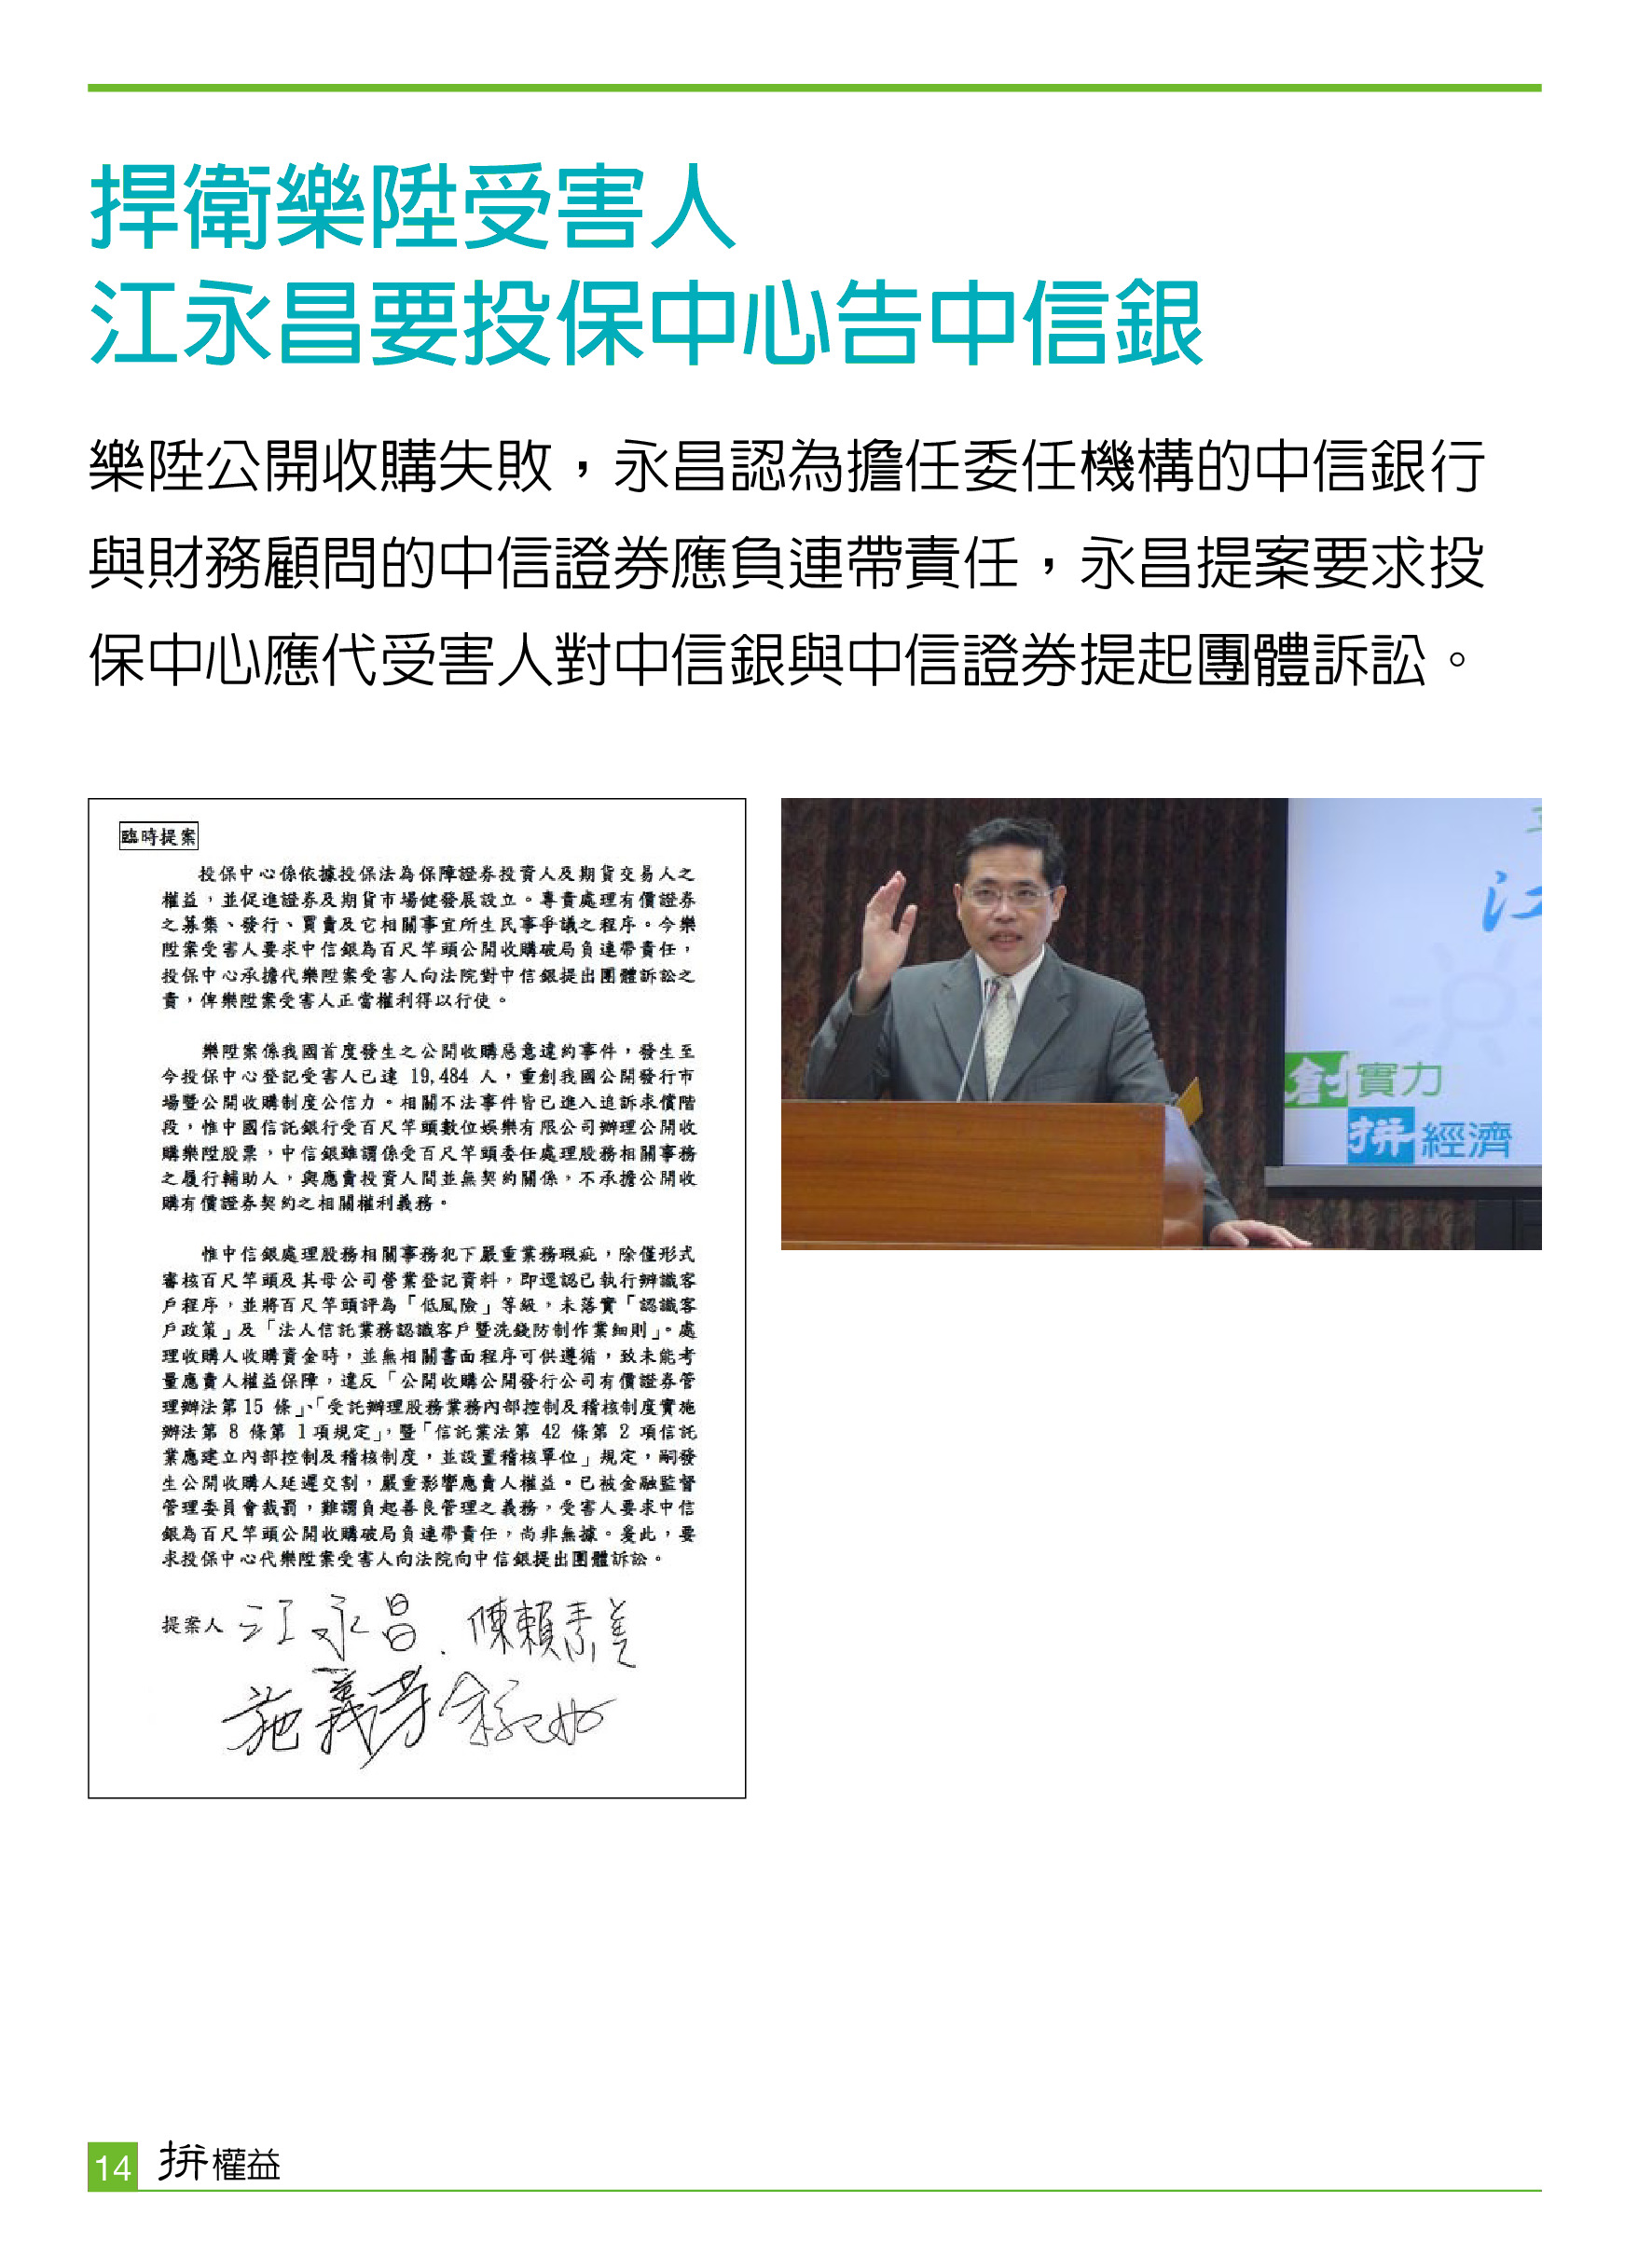 捍衛樂陞受害人
江永昌要投保中心告中信銀
樂陞公開收購失敗，永昌認為擔任委任機構的中信銀行
與財務顧問的中信證券應負連帶責任，永昌提案要求投
保中心應代受害人對中信銀與中信證券提起團體訴訟。
臨時提案
投保中心係依據投保法為保障證券投資人及期貨交易人之
權益，並促進證券及期貨市場健發展設立。專責處理有價證券
之募集、發行、買賣及它相關事宜所生民事爭議之程序。今樂
陞案受害人要求中信銀為百尺竿頭公開收購破局負連帶責任，
投保中心承擔代樂陞案受害人向法院對中信銀提出團體訴訟之
責，俾樂陞案受害人正當權利得以行使。
樂陞案係我國首度發生之公開收購惡意違約事件，發生至
今投保中心登記受害人已達 19,484 人，重創我國公開發行市
場暨公開收購制度公信力。相關不法事件皆已進入追訴求償階
段，惟中國信託銀行受百尺竿頭數位娛樂有限公司辦理公開收
購樂陞股票，中信銀雖謂係受百尺竿頭委任處理股務相關事務
之履行輔助人，與應賣投資人間並無契約關係，不承擔公開收
購有價證券契約之相關權利義務。
惟中信銀處理股務相關事務犯下嚴重業務瑕疵，除僅形式
審核百尺竿頭及其母公司營業登記資料，即逕認已執行辨識客
戶程序，並將百尺竿頭評為「低風險」等級，未落實「認識客
戶政策」及「法人信託業務認識客戶暨洗錢防制作業細則」。處
理收購人收購資金時，並無相關書面程序可供遵循，致未能考
量應賣人權益保障，違反「公開收購公開發行公司有價證券管
理辦法第15 條」、「受託辦理股務業務內部控制及稽核制度實施
辦法第 8 條第 1項規定」，暨「信託業法第 42 條第 2 項信託
業應建立內部控制及稽核制度，並設置稽核單位」規定，嗣發
生公開收購人延遲交割，嚴重影響應賣人權益。已被金融監督
管理委員會裁罰，難謂負起善良管理之義務，受害人要求中信
銀為百尺竿頭公開收購破局負連帶責任，尚非無據。爰此，要
求投保中心代樂陞案受害人向法院向中信銀提出團體訴訟。
提案人 江永昌、陳賴素美
施義芳 余宛如
江
創實力
拚經濟
14 拚權益